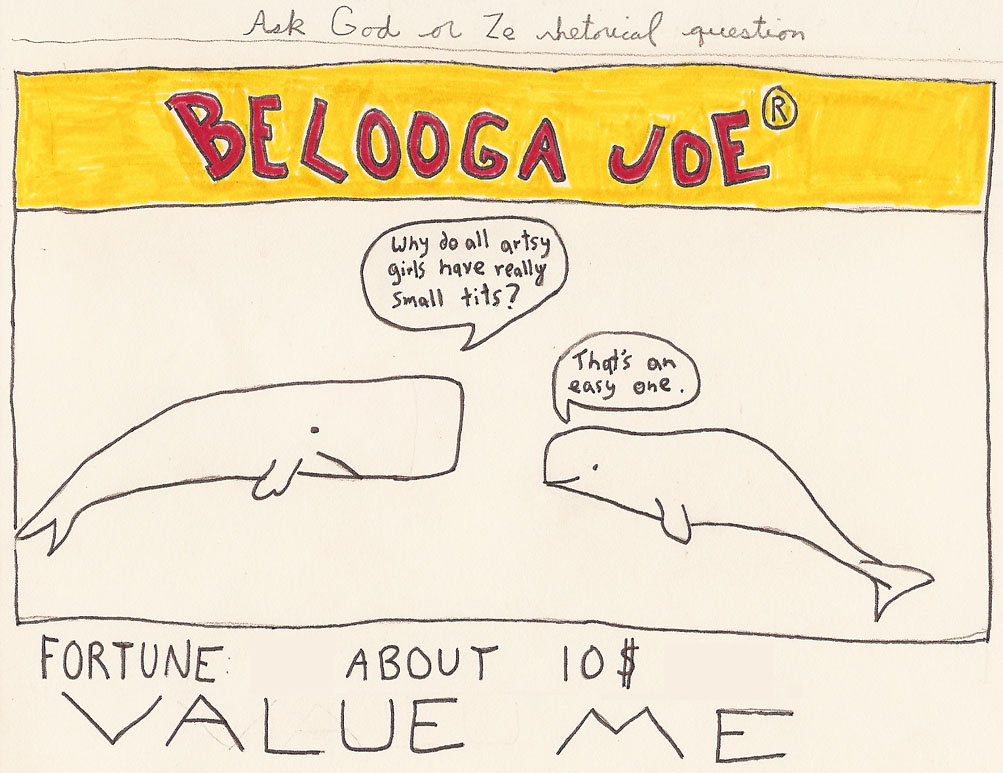 Ask God or Ze rhetorical question
BELOOGA JOE®
Why do all artsy
girls have really
small tits?
That's an
easy one.
FORTUNE: ABOUT 10$
VALUE ME